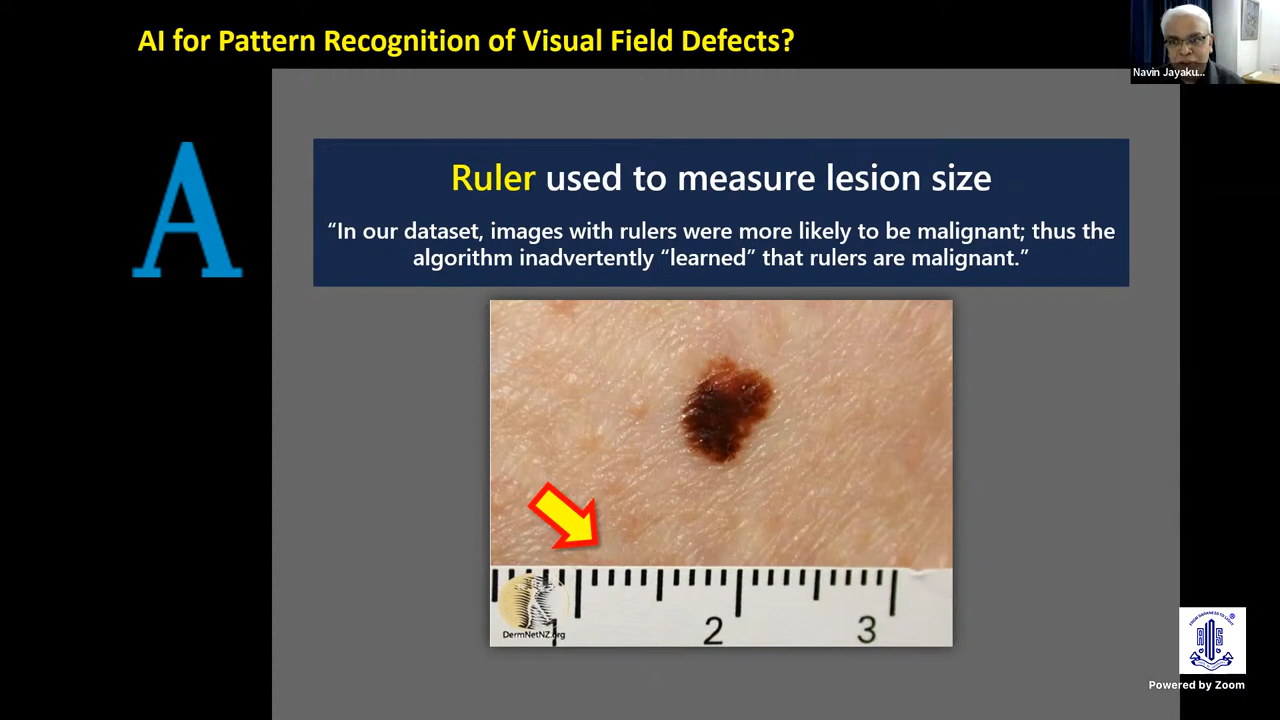 AI for Pattern Recognition of Visual Field Defects?
Navin Jayaku...
A
Ruler used to measure lesion size
“In our dataset, images with rulers were more likely to be malignant; thus the
algorithm inadvertently “learned” that rulers are malignant.”
DermNetNZ.org
1
2
3
Powered by Zoom